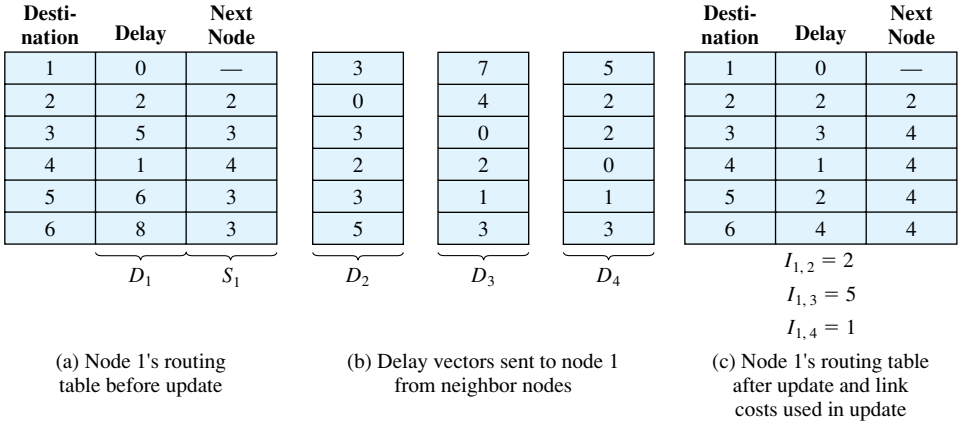 Desti-
nation Delay Next
Node
1 0 —
2 2 2
3 5 3
4 1 4
5 6 3
6 8 3
D1 S1
(a) Node 1's routing
table before update
3 7 5
0 4 2
3 0 2
2 2 0
3 1 1
5 3 3
D2 D3 D4
(b) Delay vectors sent to node 1
from neighbor nodes
Desti-
nation Delay Next
Node
1 0 —
2 2 2
3 3 4
4 1 4
5 2 4
6 4 4
I1, 2 = 2
I1, 3 = 5
I1, 4 = 1
(c) Node 1's routing table
after update and link
costs used in update